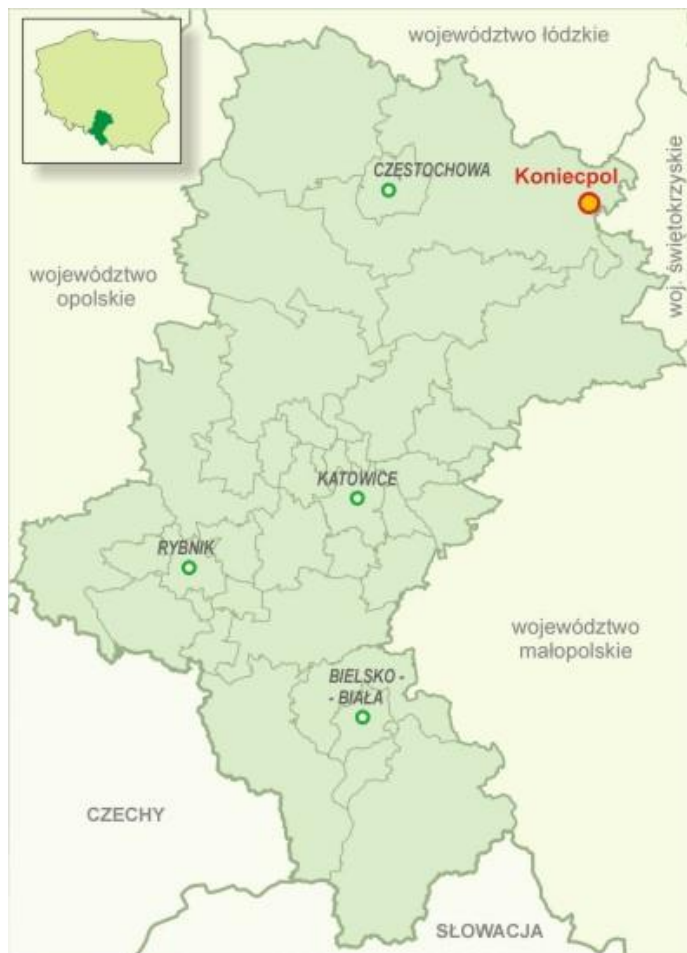 województwo łódzkie
CZĘSTOCHOWA
Koniecpol
woj. świętokrzyskie
województwo
opolskie
KATOWICE
RYBNIK
województwo
małopolskie
BIELSKO -
- BIAŁA
CZECHY
SŁOWACJA